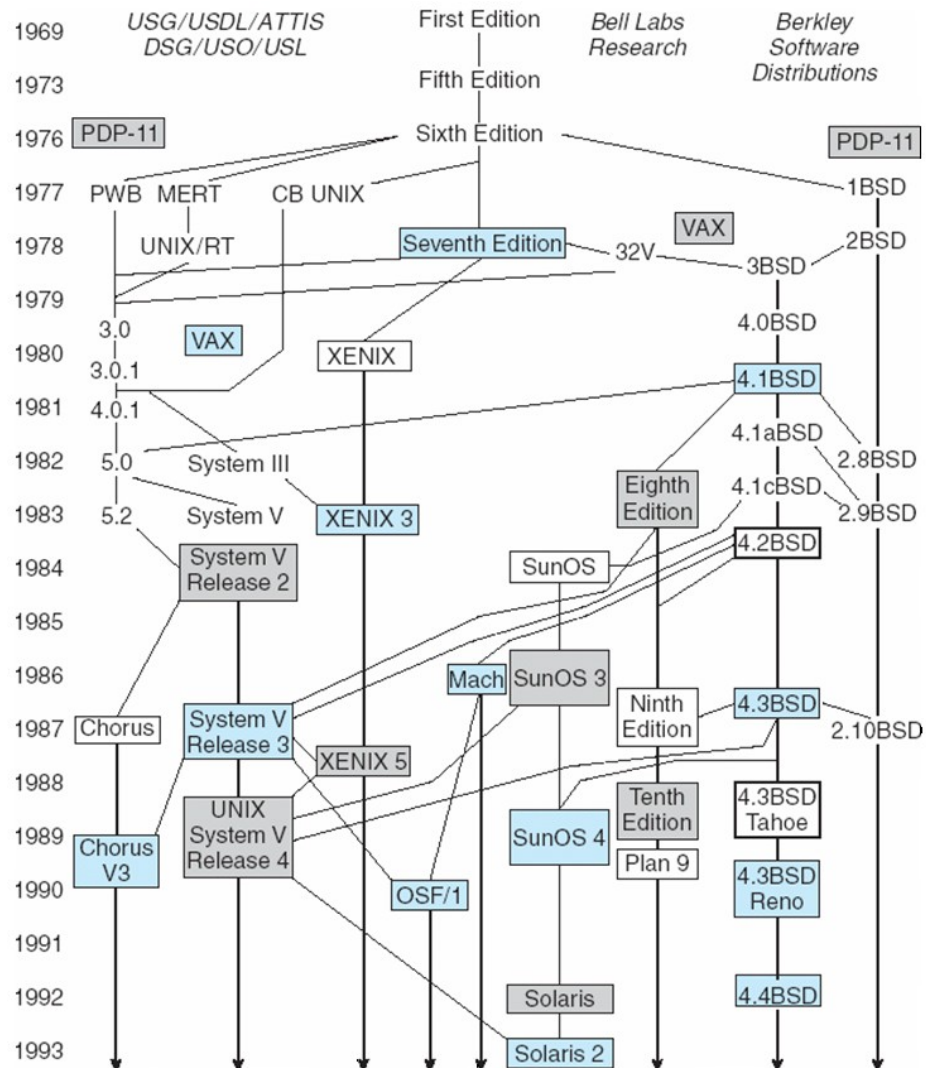 1969
USG/USDL/ATTIS
DSG/USO/USL
First Edition
Bell Labs
Research
Berkley
Software
Distributions
1973
Fifth Edition
1976
PDP-11
Sixth Edition
PDP-11
1977
PWB
MERT
CB UNIX
1BSD
1978
UNIX/RT
Seventh Edition
VAX
32V
2BSD
3BSD
1979
3.0
VAX
4.0BSD
1980
3.0.1
XENIX
4.1BSD
1981
4.0.1
4.1aBSD
1982
5.0
System III
2.8BSD
Eighth
Edition
4.1cBSD
1983
5.2
System V
XENIX 3
2.9BSD
4.2BSD
1984
System V
Release 2
SunOS
1985
1986
Mach
SunOS 3
1987
Chorus
System V
Release 3
Ninth
Edition
4.3BSD
2.10BSD
XENIX 5
1988
UNIX
System V
Release 4
Tenth
Edition
4.3BSD
Tahoe
1989
Chorus
V3
SunOS 4
Plan 9
1990
OSF/1
4.3BSD
Reno
1991
1992
Solaris
4.4BSD
1993
Solaris 2